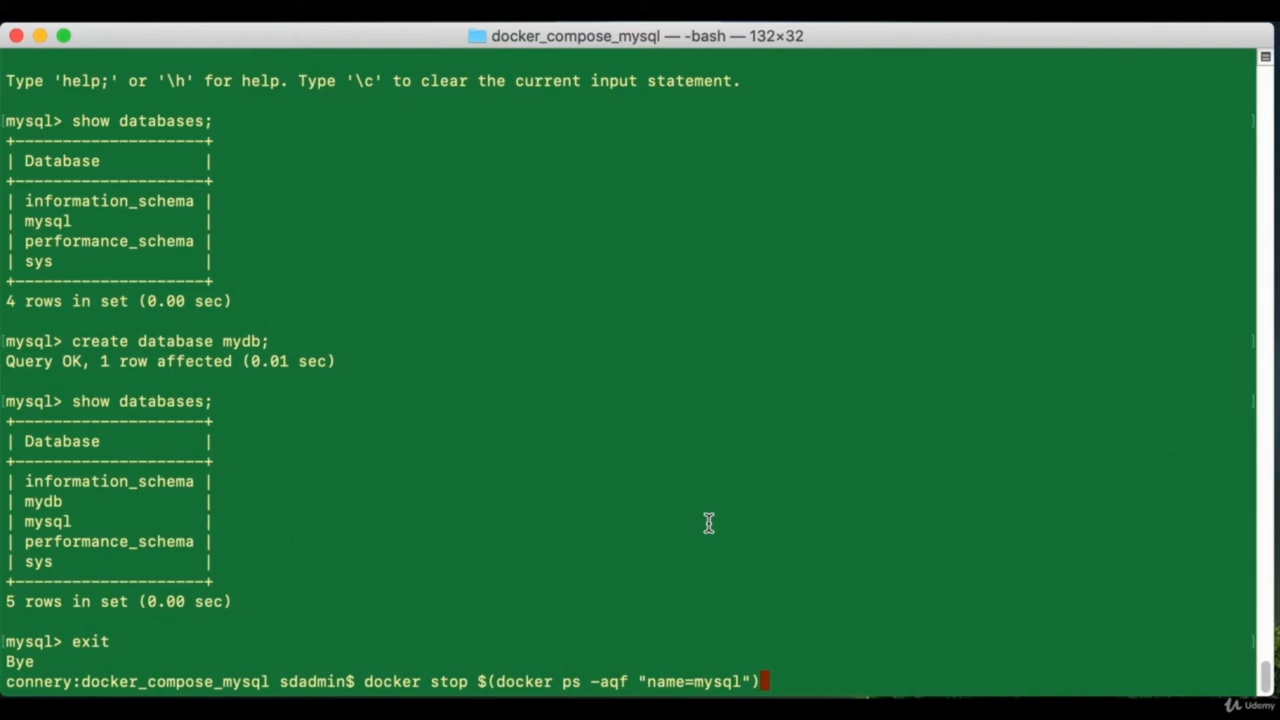 docker_compose_mysql — -bash — 132×32
Type 'help;' or '\h' for help. Type '\c' to clear the current input statement.
[mysql> show databases; ]
+--------------------+
| Database           |
+--------------------+
| information_schema |
| mysql              |
| performance_schema |
| sys                |
+--------------------+
4 rows in set (0.00 sec)
[mysql> create database mydb; ]
Query OK, 1 row affected (0.01 sec)
[mysql> show databases; ]
+--------------------+
| Database           |
+--------------------+
| information_schema |
| mydb               |
| mysql              |
| performance_schema |
| sys                |
+--------------------+
5 rows in set (0.00 sec)
[mysql> exit ]
Bye
connery:docker_compose_mysql sdadmin$ docker stop $(docker ps -aqf "name=mysql")
Udemy